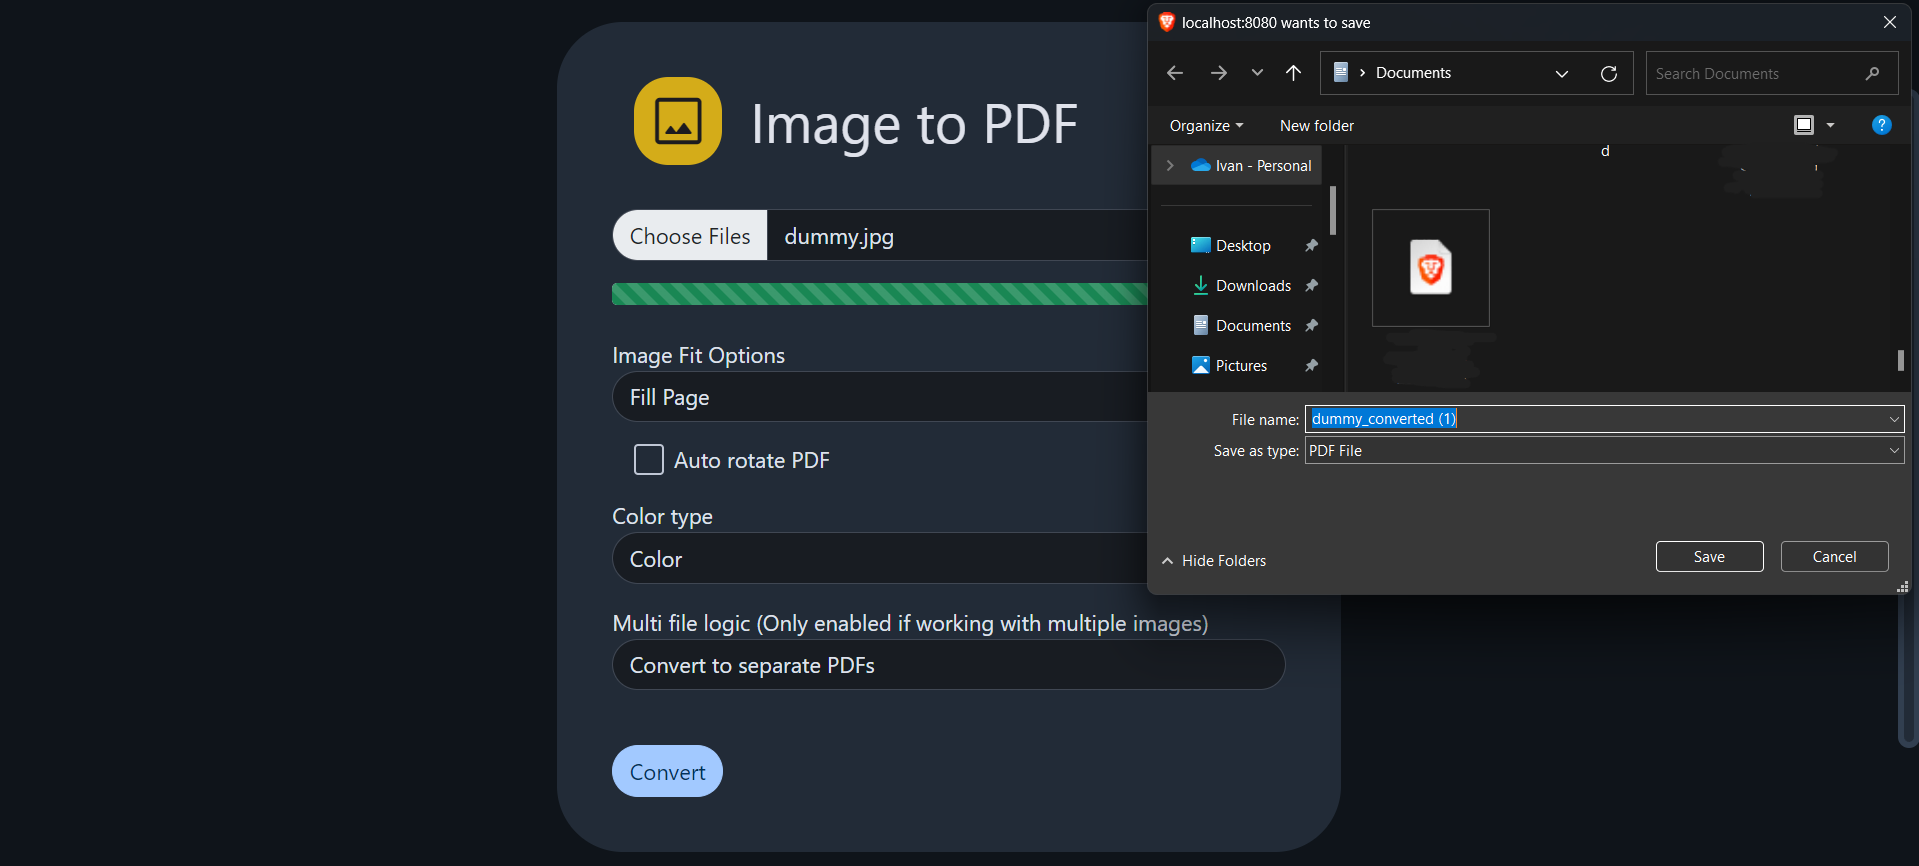 Image to PDF
Choose Files dummy.jpg
Image Fit Options
Fill Page
Auto rotate PDF
Color type
Color
Multi file logic (Only enabled if working with multiple images)
Convert to separate PDFs
Convert
localhost:8080 wants to save
Documents
Search Documents
Organize
New folder
?
d
Ivan - Personal
Desktop
Downloads
Documents
Pictures
File name: dummy_converted (1)
Save as type: PDF File
Hide Folders
Save
Cancel